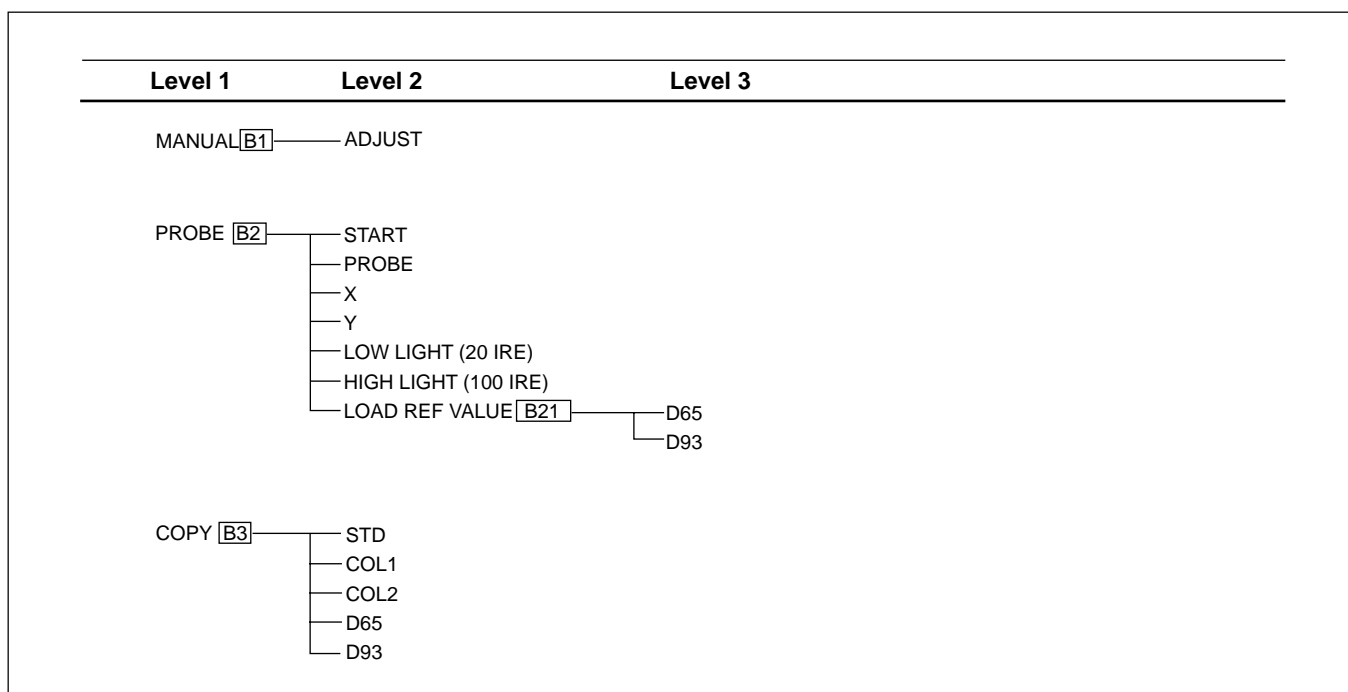 Level 1 Level 2 Level 3
MANUAL B1 ADJUST
PROBE B2 START
PROBE
X
Y
LOW LIGHT (20 IRE)
HIGH LIGHT (100 IRE)
LOAD REF VALUE B21 D65
D93
COPY B3 STD
COL1
COL2
D65
D93